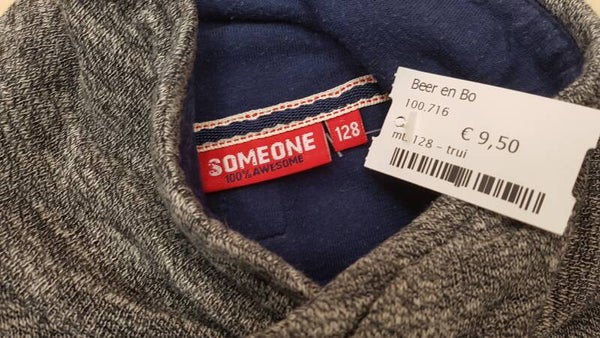 SOMEONE
100% AWESOME
128
Beer en Bo
100.716
€ 9,50
mt. 128 – trui